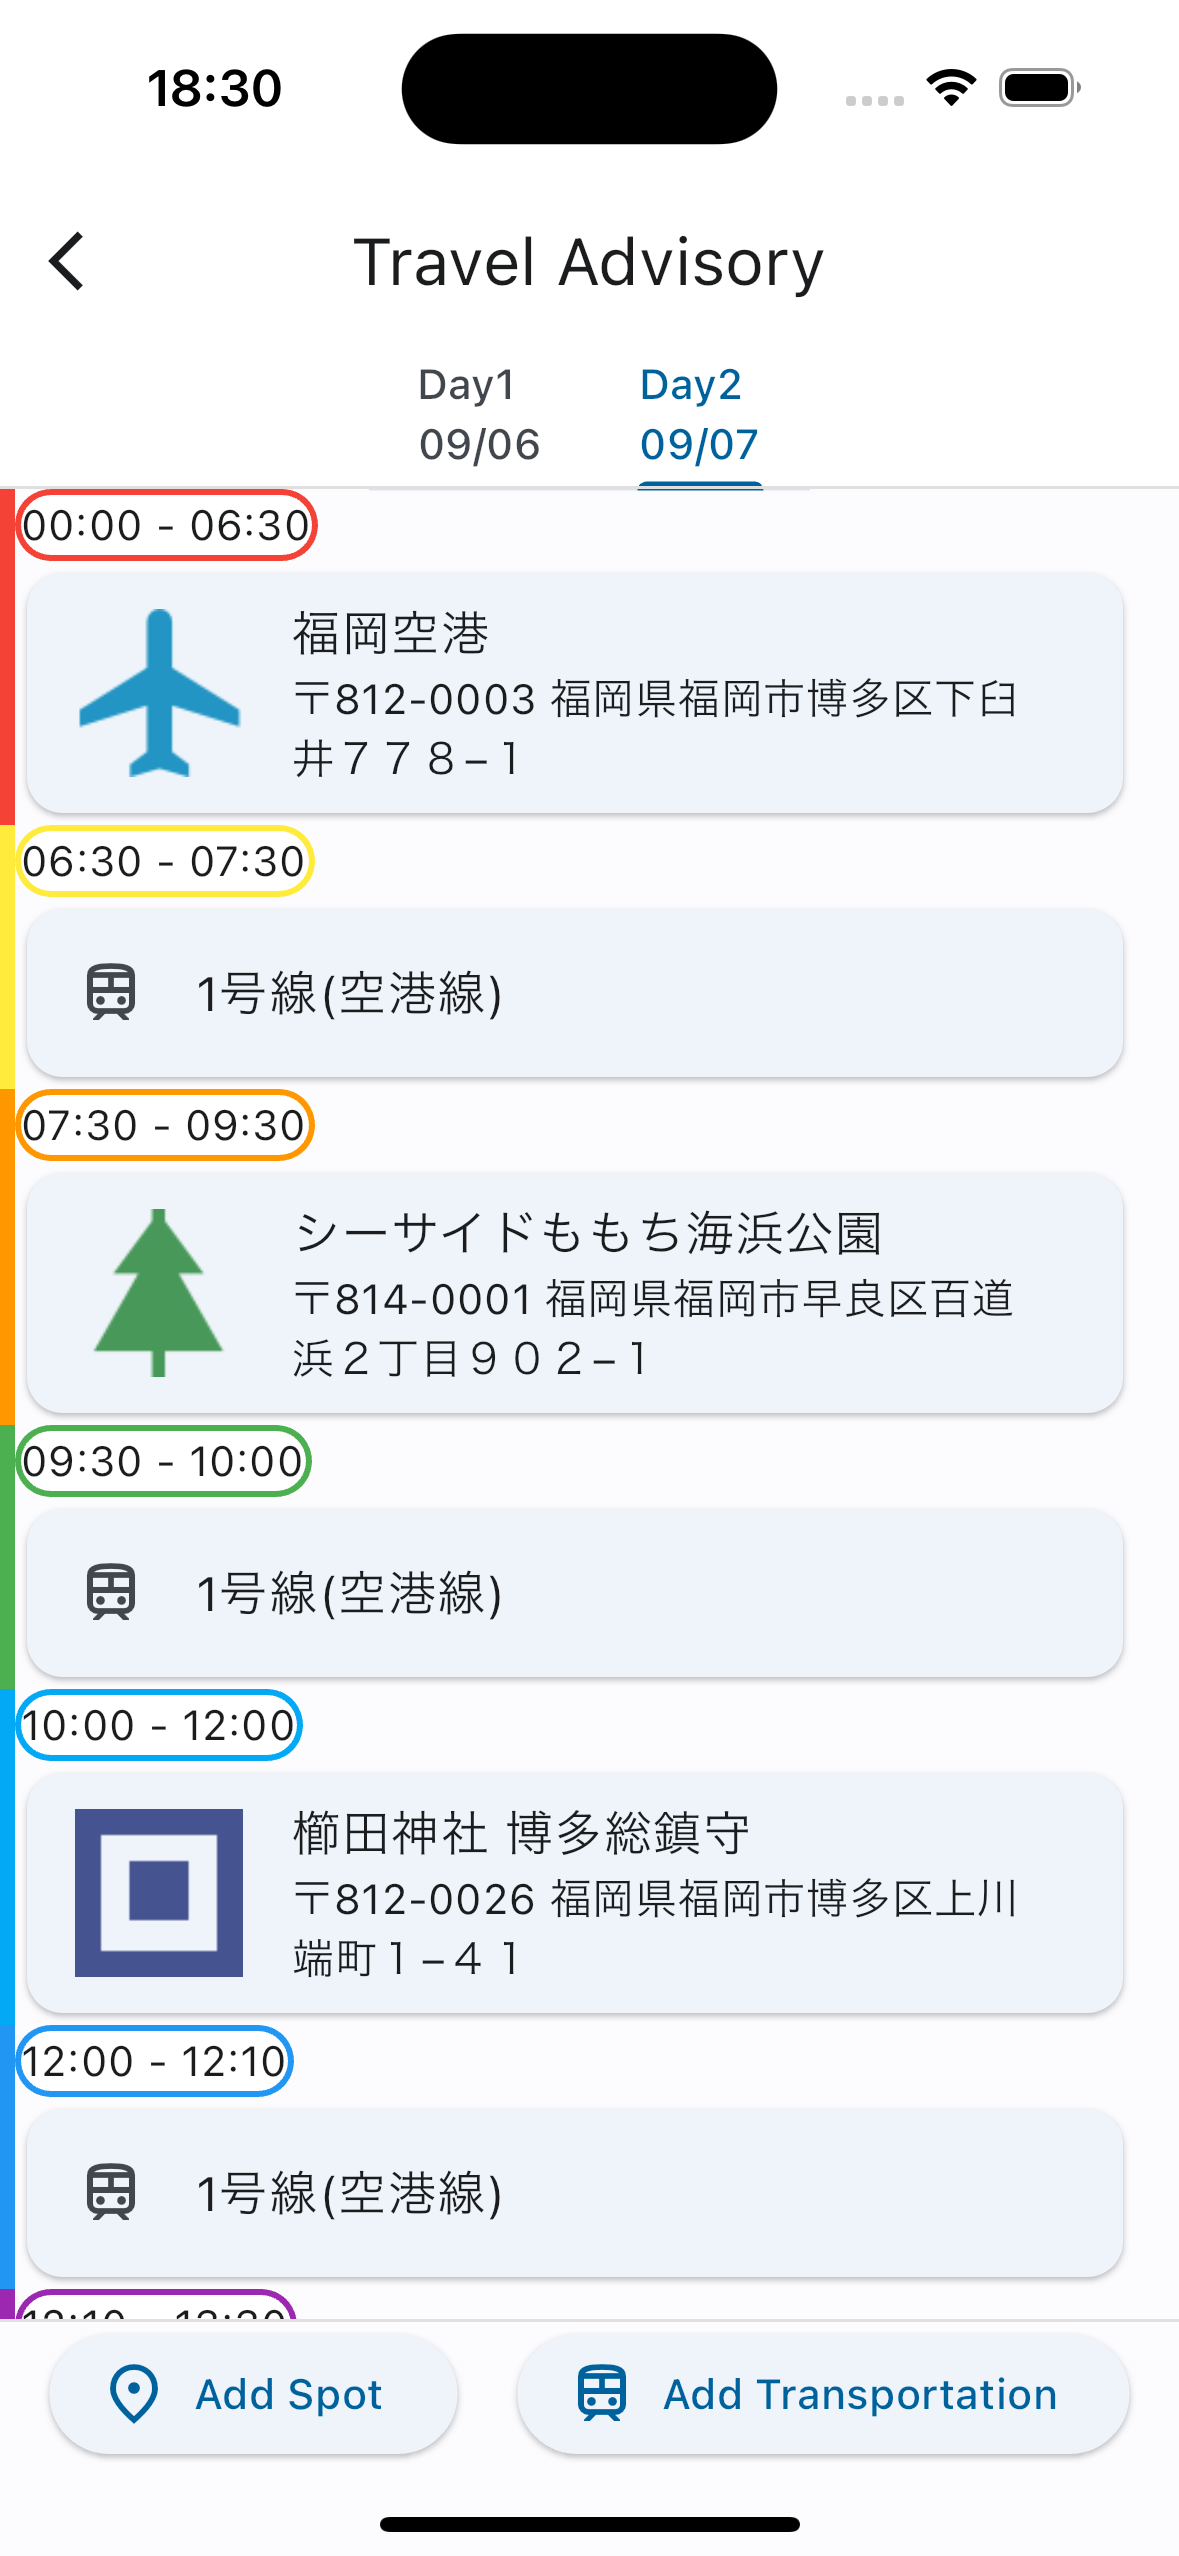 18:30
Travel Advisory
Day1
09/06
Day2
09/07
00:00 - 06:30
福岡空港
〒812-0003 福岡県福岡市博多区下臼
井７７８−１
06:30 - 07:30
1号線(空港線)
07:30 - 09:30
シーサイドももち海浜公園
〒814-0001 福岡県福岡市早良区百道
浜２丁目９０２−１
09:30 - 10:00
1号線(空港線)
10:00 - 12:00
櫛田神社 博多総鎮守
〒812-0026 福岡県福岡市博多区上川
端町１−４１
12:00 - 12:10
1号線(空港線)
Add Spot
Add Transportation